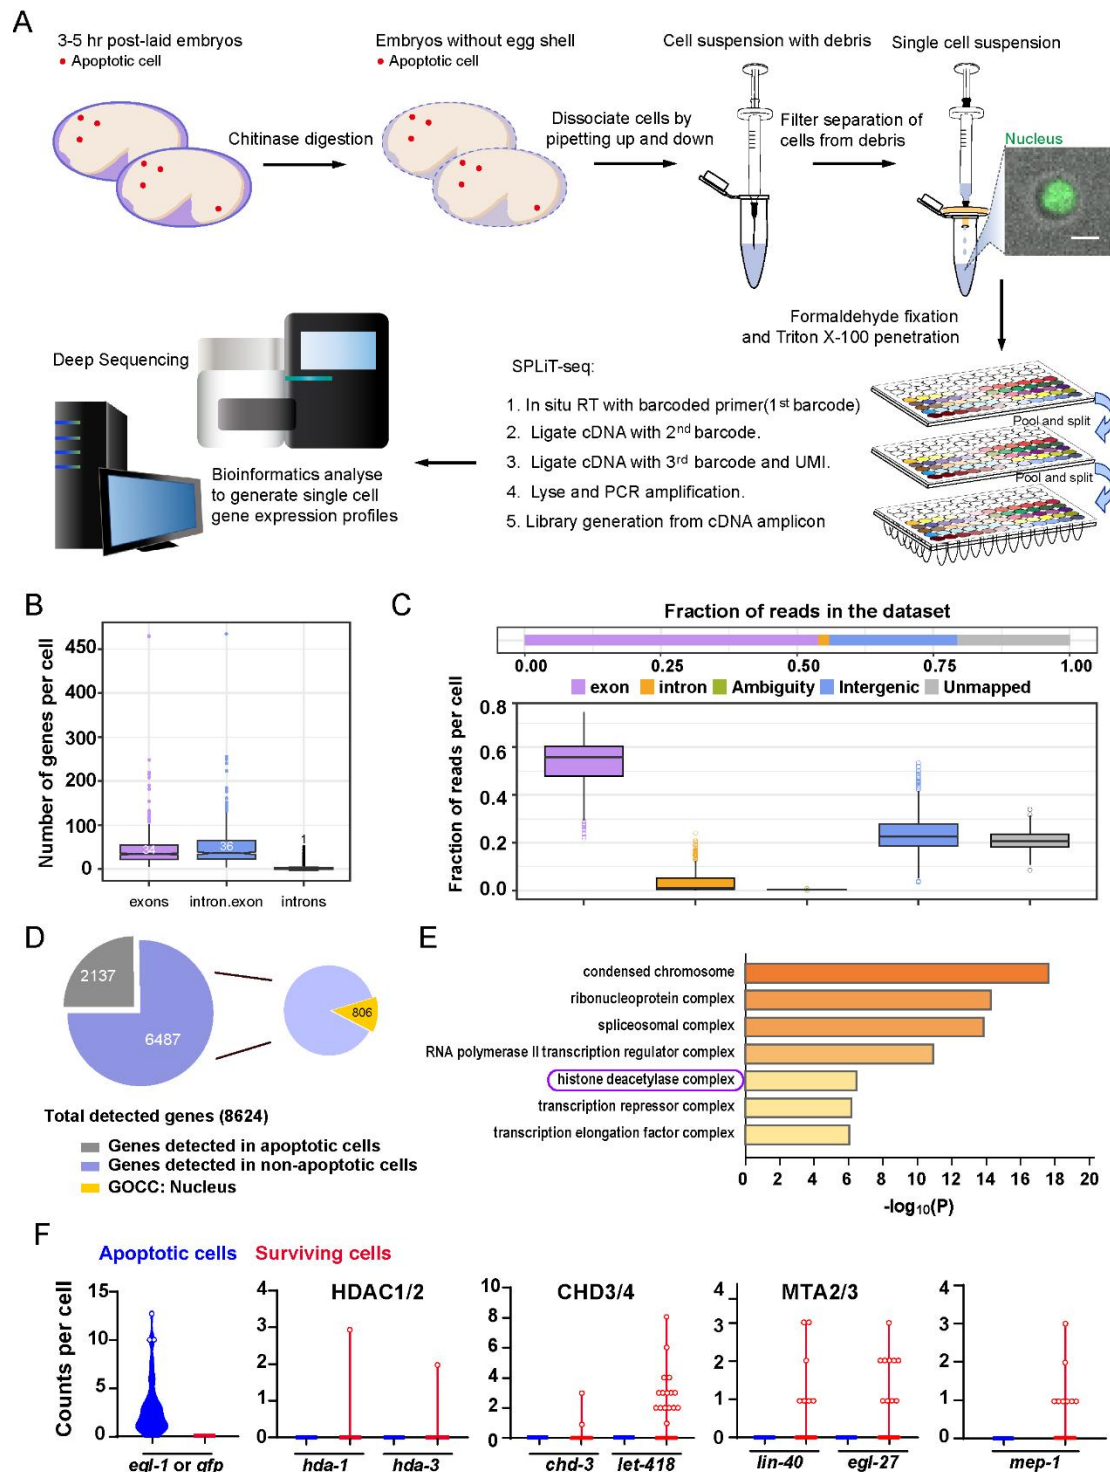 A
3-5 hr post-laid embryos
Apoptotic cell
Embryos without egg shell
Apoptotic cell
Cell suspension with debris
Single cell suspension
Chitinase digestion
Dissociate cells by
pipetting up and down
Filter separation of
cells from debris
Nucleus
Formaldehyde fixation
and Triton X-100 penetration
Deep Sequencing
Bioinformatics analyse
to generate single cell
gene expression profiles
SPLiT-seq:
1. In situ RT with barcoded primer(1st barcode)
2. Ligate cDNA with 2nd barcode.
3. Ligate cDNA with 3rd barcode and UMI.
4. Lyse and PCR amplification.
5. Library generation from cDNA amplicon
Pool and split
Pool and split
B
Number of genes per cell
450
300
200
100
0
34
36
1
exons
intron.exon
introns
C
Fraction of reads in the dataset
0.00 0.25 0.50 0.75 1.00
exon intron Ambiguity Intergenic Unmapped
Fraction of reads per cell
0.8
0.6
0.4
0.2
0.0
D
2137
6487
806
Total detected genes (8624)
Genes detected in apoptotic cells
Genes detected in non-apoptotic cells
GOCC: Nucleus
E
condensed chromosome
ribonucleoprotein complex
spliceosomal complex
RNA polymerase II transcription regulator complex
histone deacetylase complex
transcription repressor complex
transcription elongation factor complex
0 2 4 6 8 10 12 14 16 18 20
-log10(P)
F
Apoptotic cells Surviving cells
Counts per cell
15
10
5
0
egl-1 or gfp
HDAC1/2
4
3
2
1
0
hda-1 hda-3
CHD3/4
10
8
6
4
2
0
chd-3 let-418
MTA2/3
4
3
2
1
0
lin-40 egl-27
4
3
2
1
0
mep-1